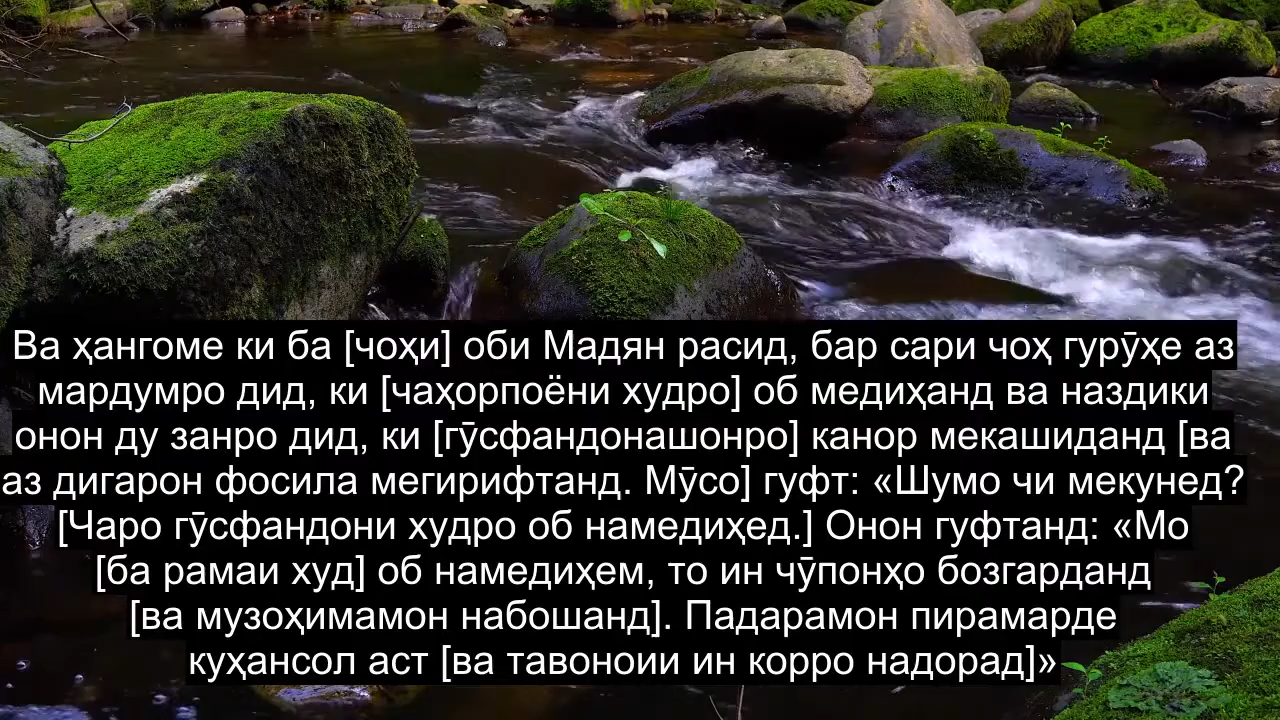 Ва ҳангоме ки ба [чоҳи] оби Мадян расид, бар сари чоҳ гурӯҳе аз
мардумро дид, ки [чаҳорпоёни худро] об медиҳанд ва наздики
онон ду занро дид, ки [гӯсфандонашонро] канор мекашиданд [ва
аз дигарон фосила мегирифтанд. Мӯсо] гуфт: «Шумо чи мекунед?
[Чаро гӯсфандони худро об намедиҳед.] Онон гуфтанд: «Мо
[ба рамаи худ] об намедиҳем, то ин чӯпонҳо бозгарданд
[ва музоҳимамон набошанд]. Падарамон пирамарде
куҳансол аст [ва тавоноии ин корро надорад]»